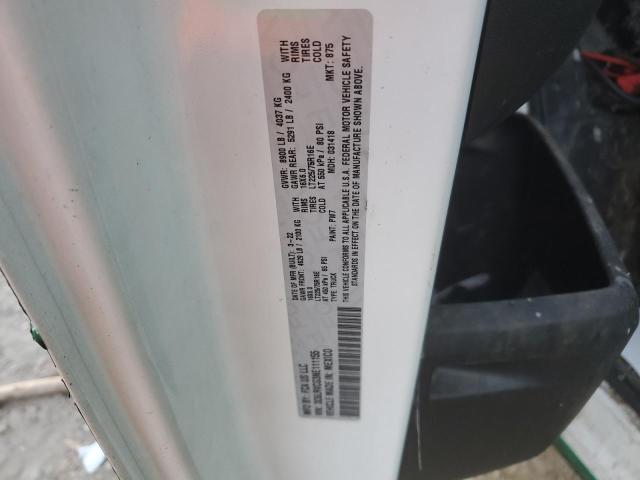 MFD BY: FCA US LLC
DATE OF MFR (BUILT): 3-22
GVWR: 8900 LB / 4037 KG
GAWR FRONT: 4629 LB / 2100 KG WITH
16X6.0 RIMS
LT225/75R16E TIRES
AT 450 kPa / 65 PSI COLD
GAWR REAR: 5291 LB / 2400 KG WITH
16X6.0 RIMS
LT225/75R16E TIRES
AT 550 kPa / 80 PSI COLD
VIN: TYPE: TRUCK PAINT: PW7 MDH: 031418 MKT: 875
VEHICLE MADE IN: MEXICO
THIS VEHICLE CONFORMS TO ALL APPLICABLE U.S.A. FEDERAL MOTOR VEHICLE SAFETY
STANDARDS IN EFFECT ON THE DATE OF MANUFACTURE SHOWN ABOVE.